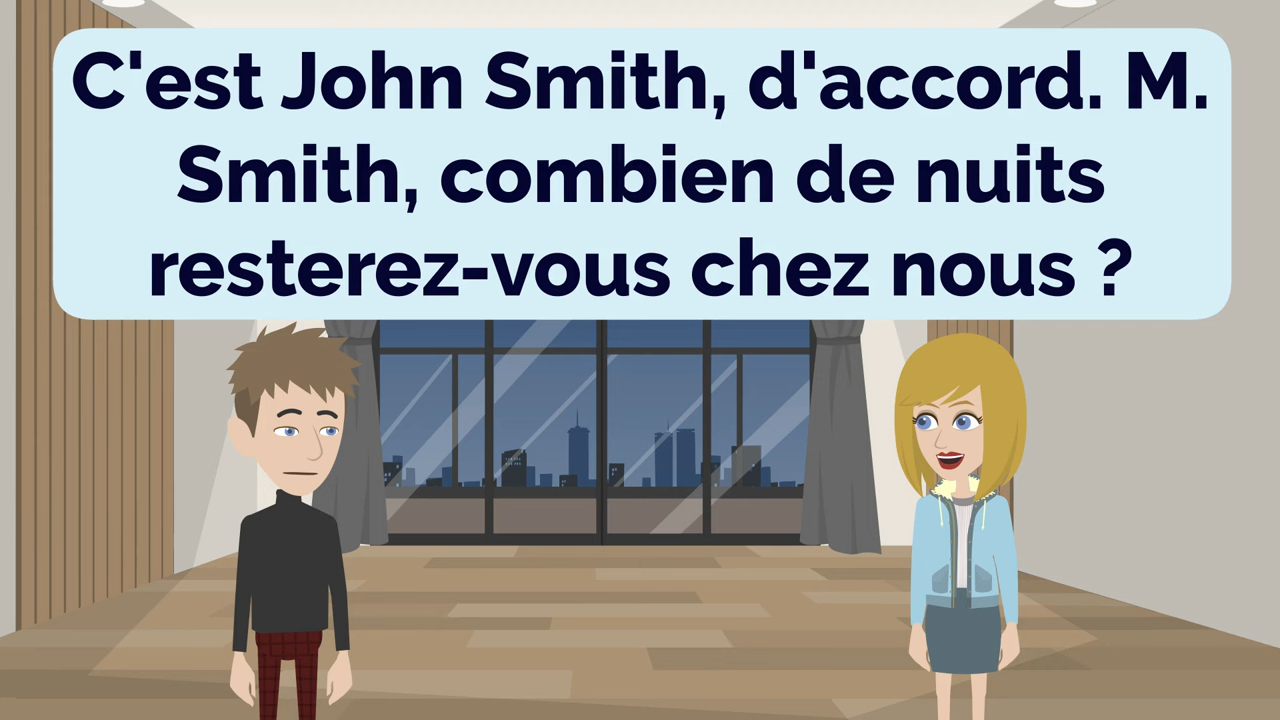 C'est John Smith, d'accord. M.
Smith, combien de nuits
resterez-vous chez nous ?